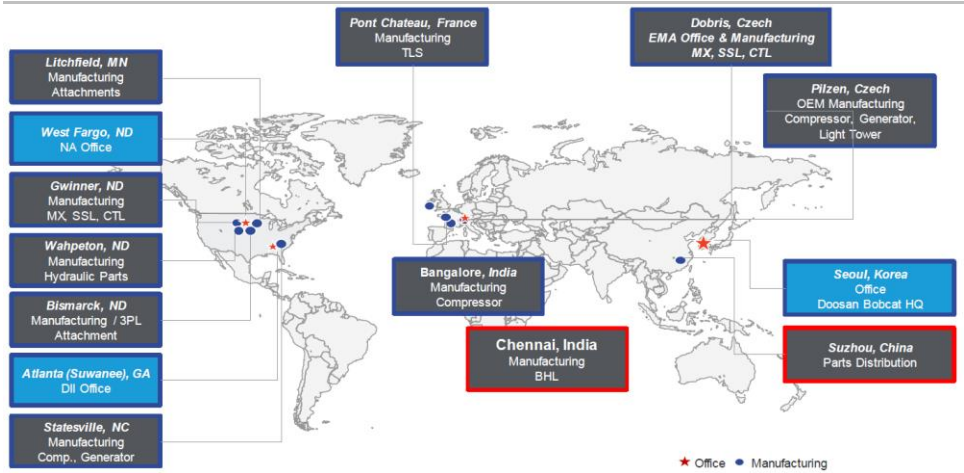 Pont Chateau, France
Manufacturing
TLS
Dobris, Czech
EMA Office & Manufacturing
MX, SSL, CTL
Litchfield, MN
Manufacturing
Attachments
Pilzen, Czech
OEM Manufacturing
Compressor, Generator,
Light Tower
West Fargo, ND
NA Office
Gwinner, ND
Manufacturing
MX, SSL, CTL
Wahpeton, ND
Manufacturing
Hydraulic Parts
Bangalore, India
Manufacturing
Compressor
Seoul, Korea
Office
Doosan Bobcat HQ
Bismarck, ND
Manufacturing / 3PL
Attachment
Chennai, India
Manufacturing
BHL
Suzhou, China
Parts Distribution
Atlanta (Suwanee), GA
DII Office
Statesville, NC
Manufacturing
Comp., Generator
Office
Manufacturing